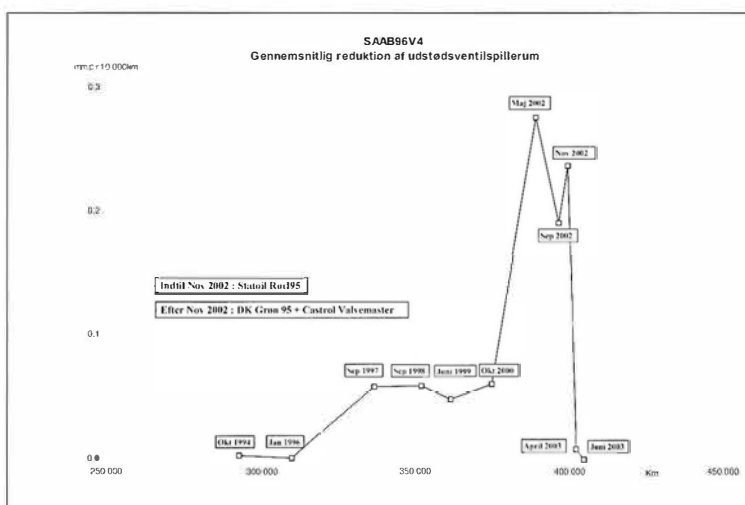 SAAB96V4
Gennemsnitlig reduktion af udstødsventilspillerum
mm pr 10 000km
0,3
Maj 2002
Nov 2002
0,2
Sep 2002
Indtil Nov 2002 : Statoil Rød95
Efter Nov 2002 : DK Grøn 95 + Castrol Valvemaster
0,1
Sep 1997
Sep 1998
Juni 1999
Okt 2000
Okt 1994
Jan 1996
April 2003
Juni 2003
0,0
250 000
300 000
350 000
400 000
Km
450 000